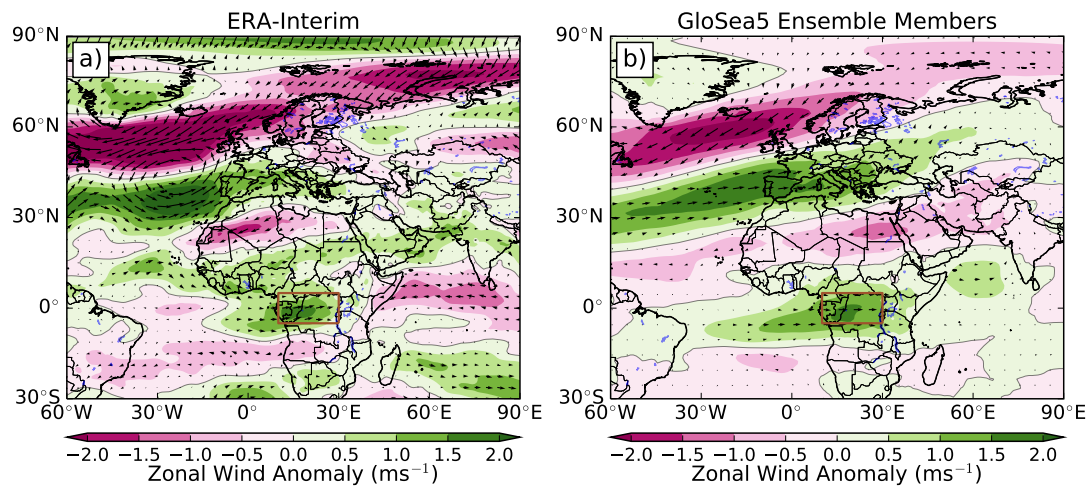 ERA-Interim
GloSea5 Ensemble Members
90°N
60°N
30°N
0°
30°S
a)
60°W 30°W 0° 30°E 60°E 90°E
90°N
60°N
30°N
0°
30°S
b)
60°W 30°W 0° 30°E 60°E 90°E
−2.0 −1.5 −1.0 −0.5 0.0 0.5 1.0 1.5 2.0
Zonal Wind Anomaly (ms⁻¹)
−2.0 −1.5 −1.0 −0.5 0.0 0.5 1.0 1.5 2.0
Zonal Wind Anomaly (ms⁻¹)